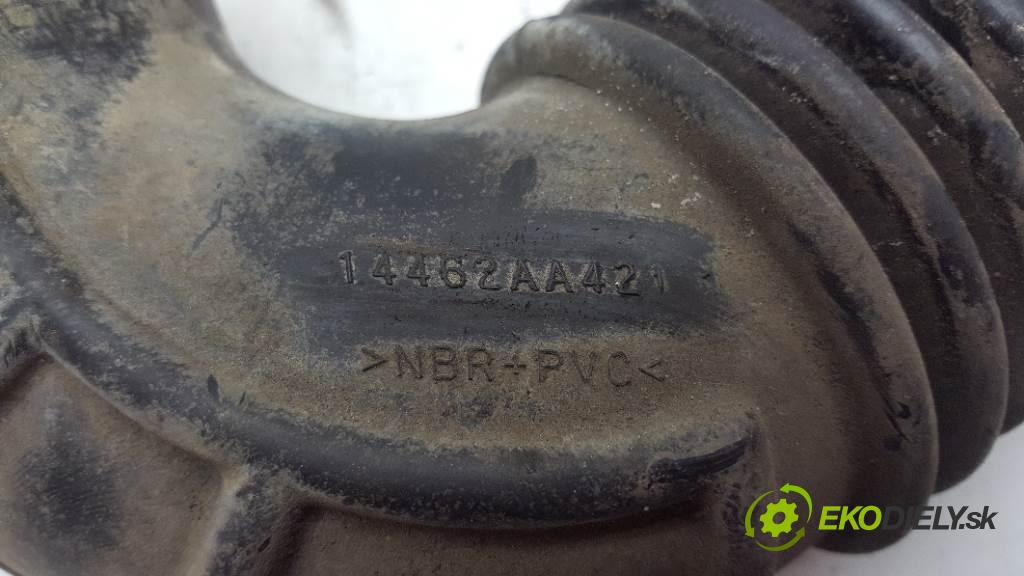 14462AA421
>NBR+PVC<
EKODIELY.sk